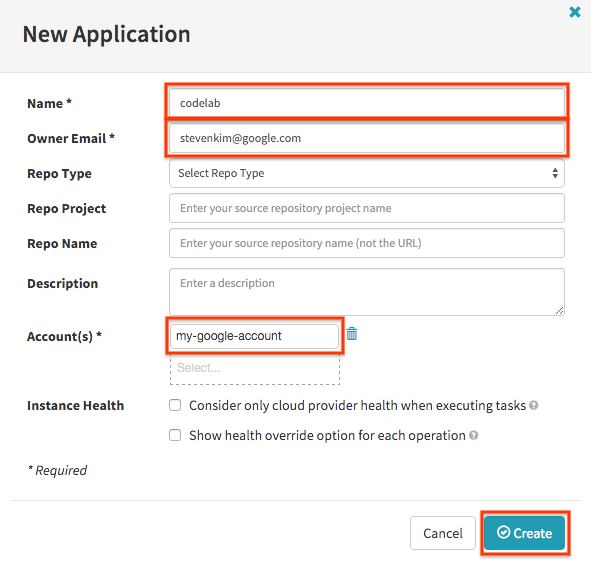 New Application
Name *
codelab
Owner Email *
stevenkim@google.com
Repo Type
Select Repo Type
Repo Project
Enter your source repository project name
Repo Name
Enter your source repository name (not the URL)
Description
Enter a description
Account(s) *
my-google-account
Select...
Instance Health
Consider only cloud provider health when executing tasks
Show health override option for each operation
* Required
Cancel
Create